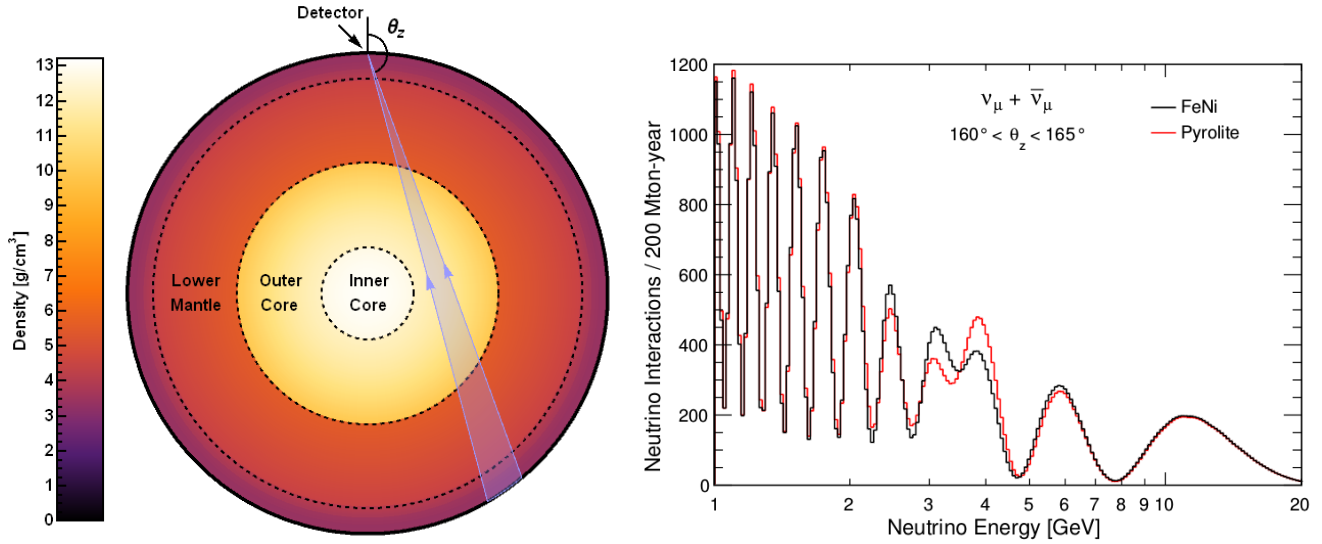 Detector
θz
13
12
11
10
9
8
7
6
5
4
3
2
1
0
Density [g/cm³]
Lower Mantle
Outer Core
Inner Core
1200
1000
800
600
400
200
0
Neutrino Interactions / 200 Mton-year
νμ + ν̅μ
160° < θz < 165°
FeNi
Pyrolite
1 2 3 4 5 6 7 8 9 10 20
Neutrino Energy [GeV]